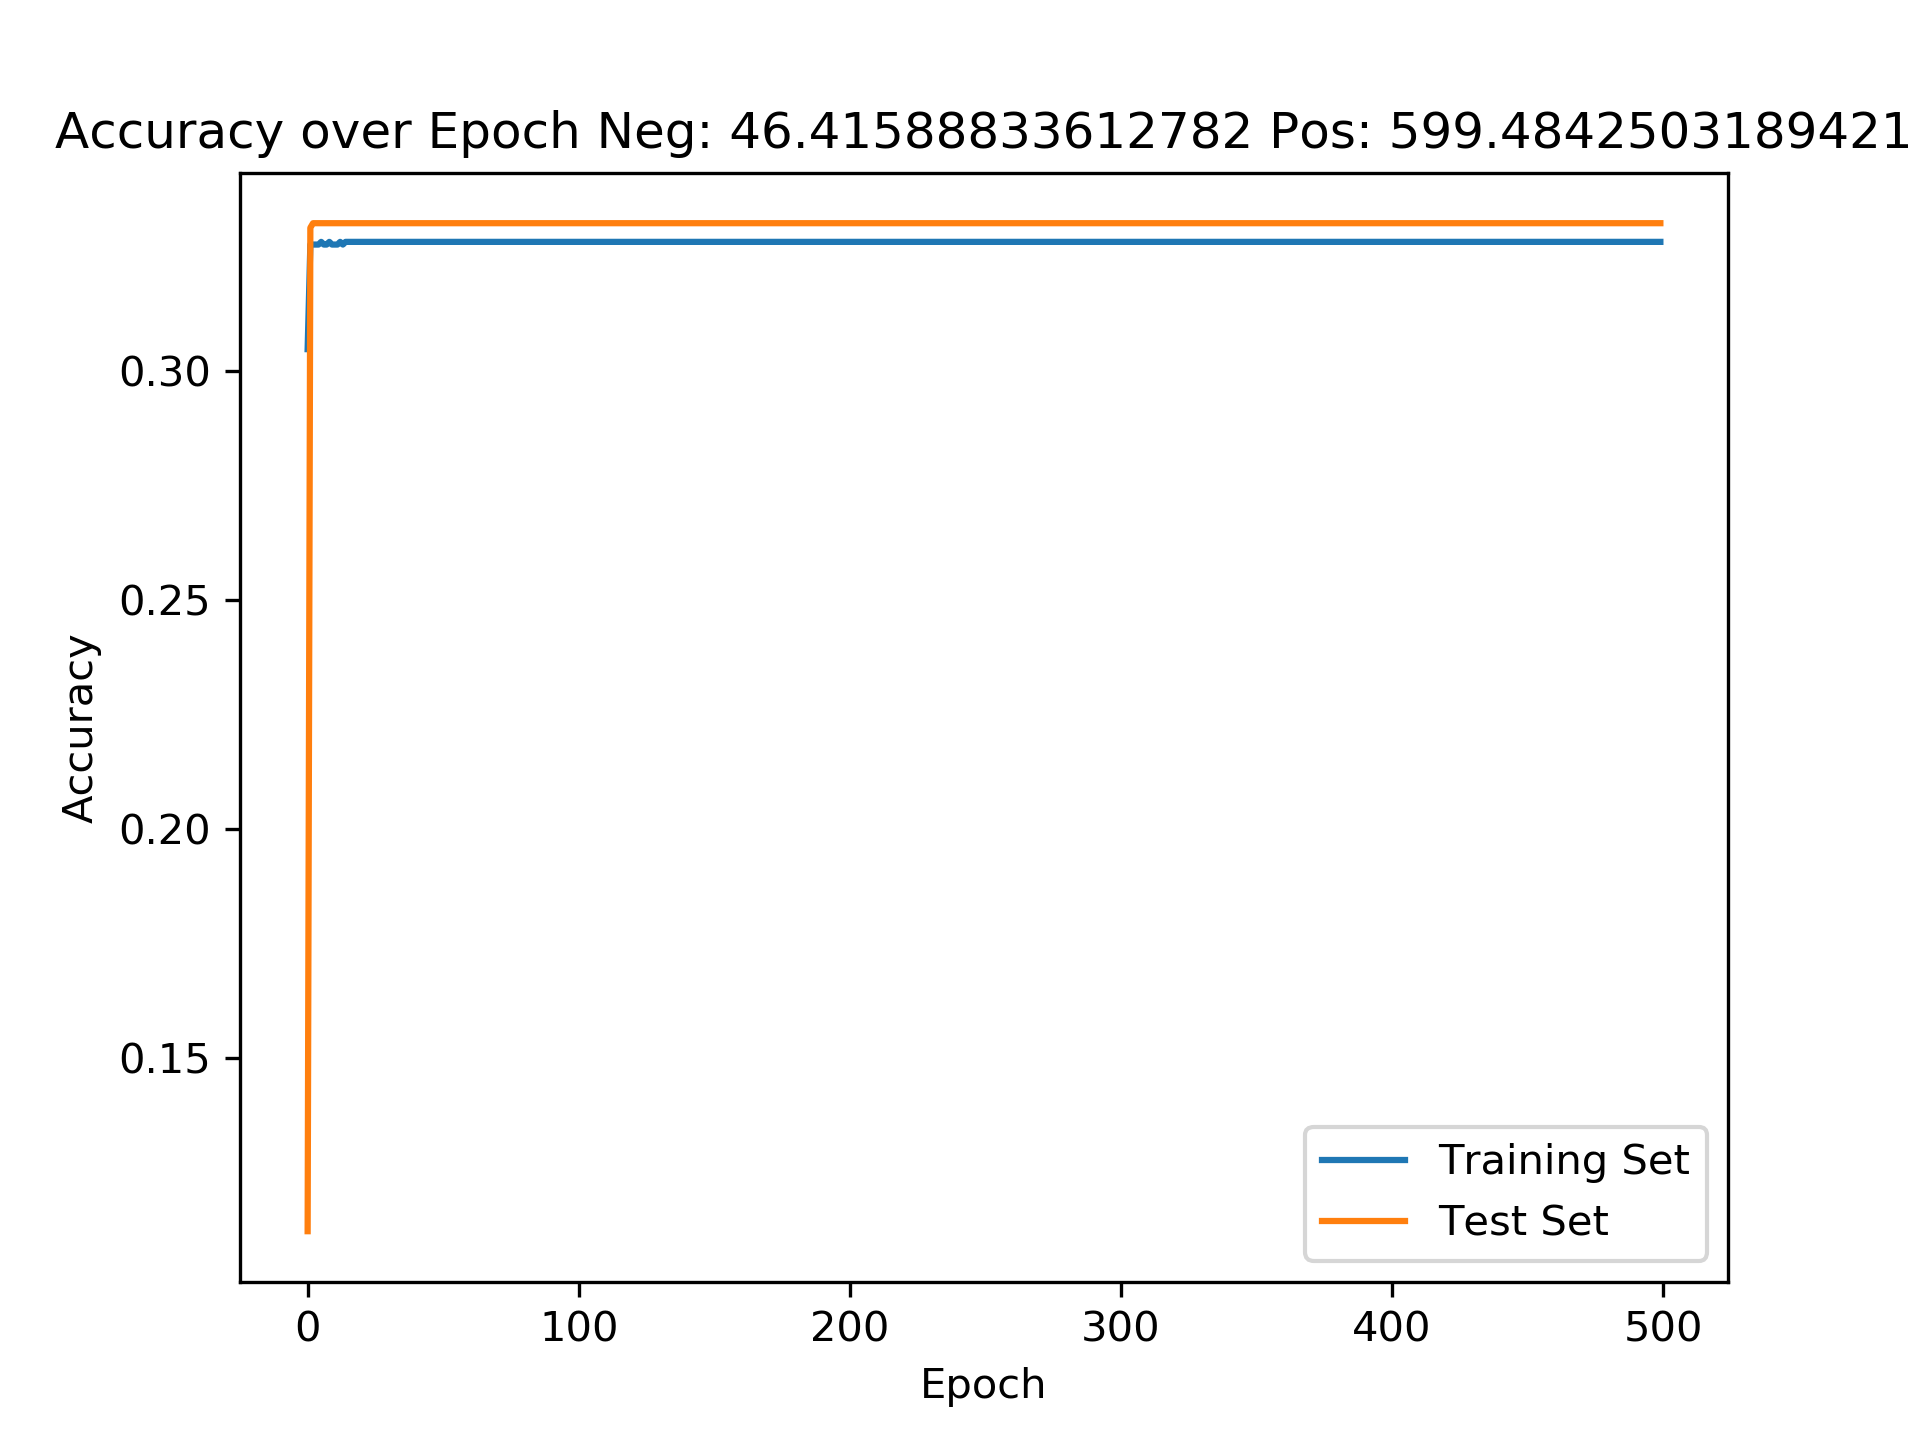 Accuracy over Epoch Neg: 46.41588833612782 Pos: 599.4842503189421
Accuracy
0.30
0.25
0.20
0.15
Training Set
Test Set
0 100 200 300 400 500
Epoch